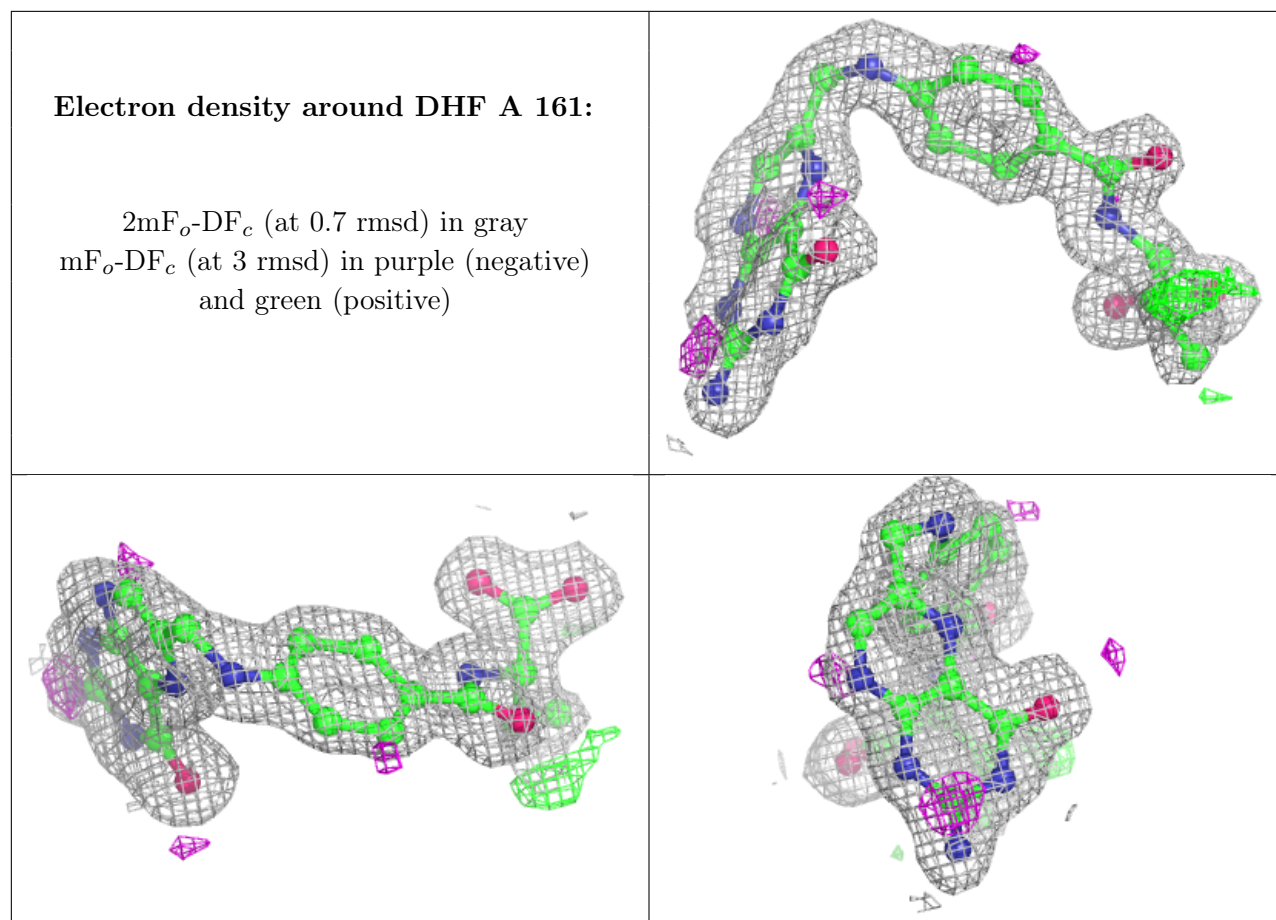 Electron density around DHF A 161:
2mFo-DFc (at 0.7 rmsd) in gray
mFo-DFc (at 3 rmsd) in purple (negative)
and green (positive)